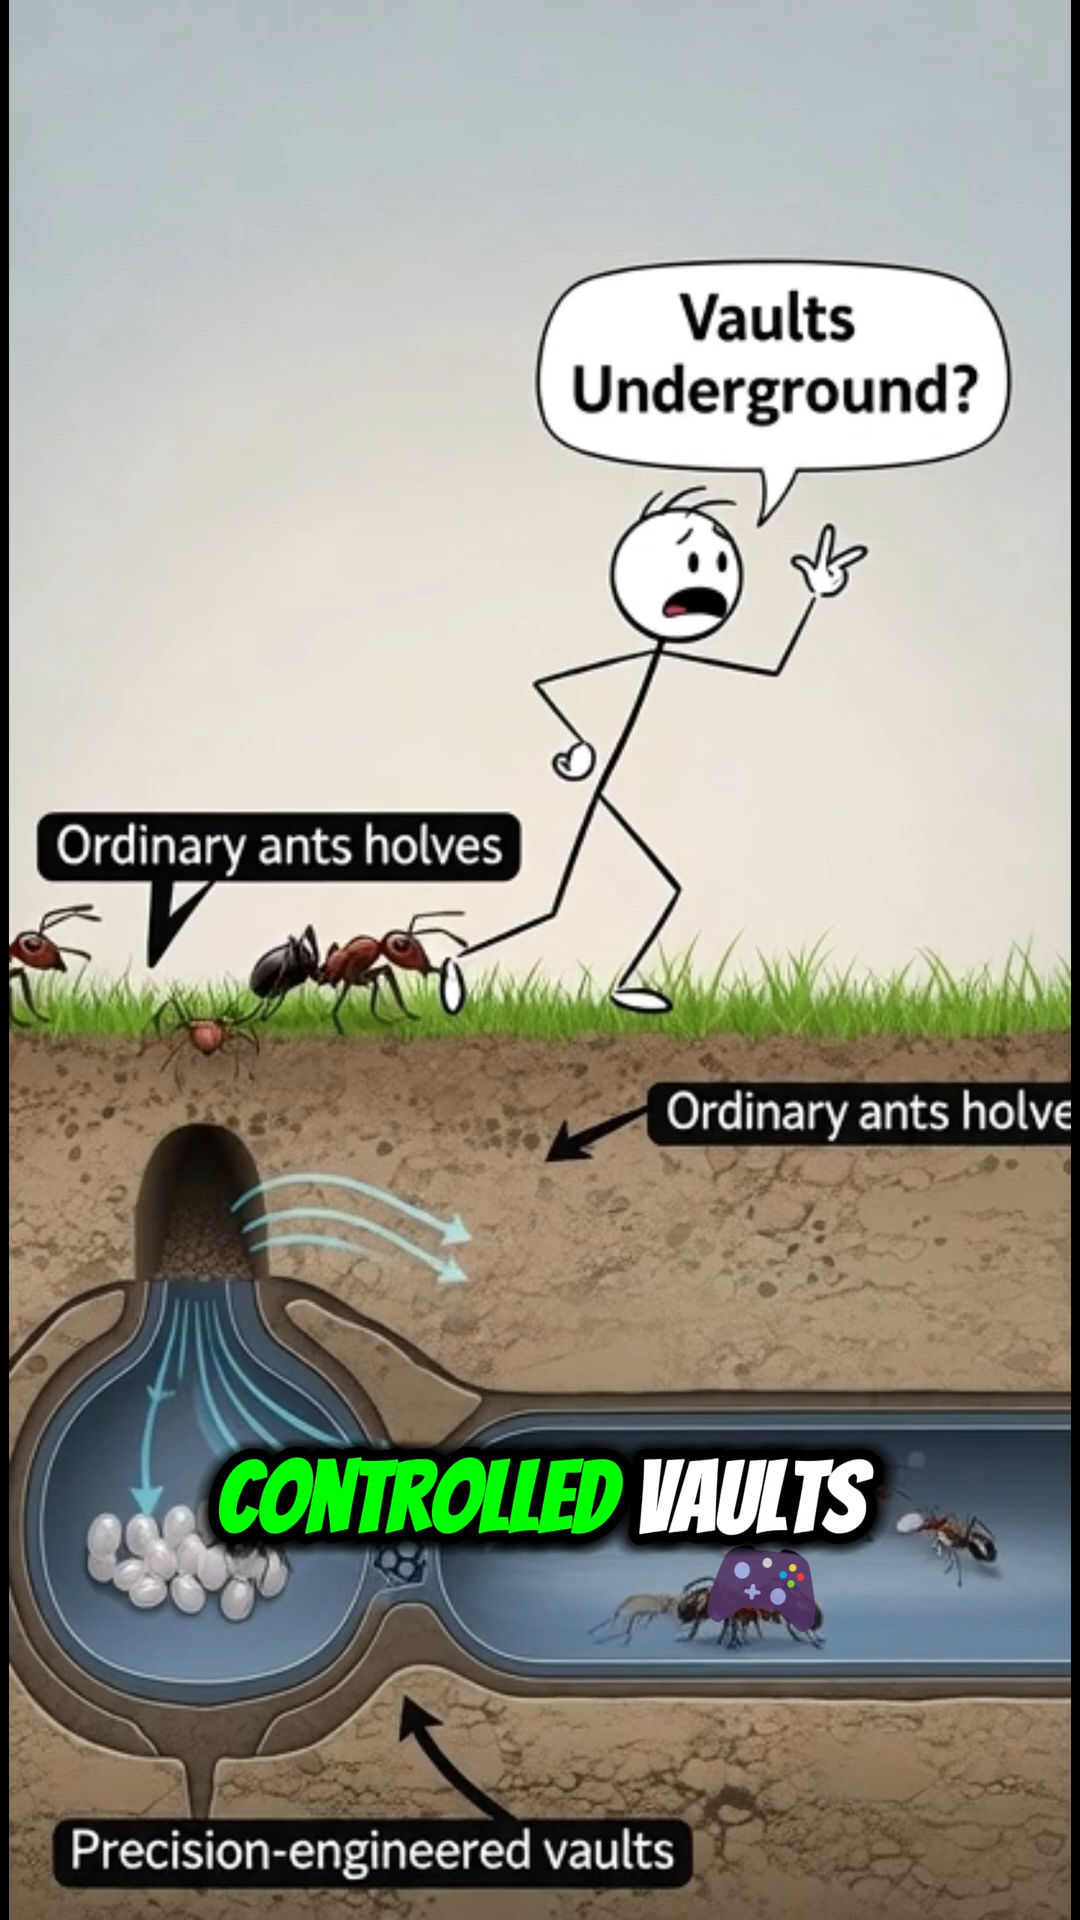 Vaults
Underground?
Ordinary ants holves
Ordinary ants holve
CONTROLLED VAULTS
Precision-engineered vaults